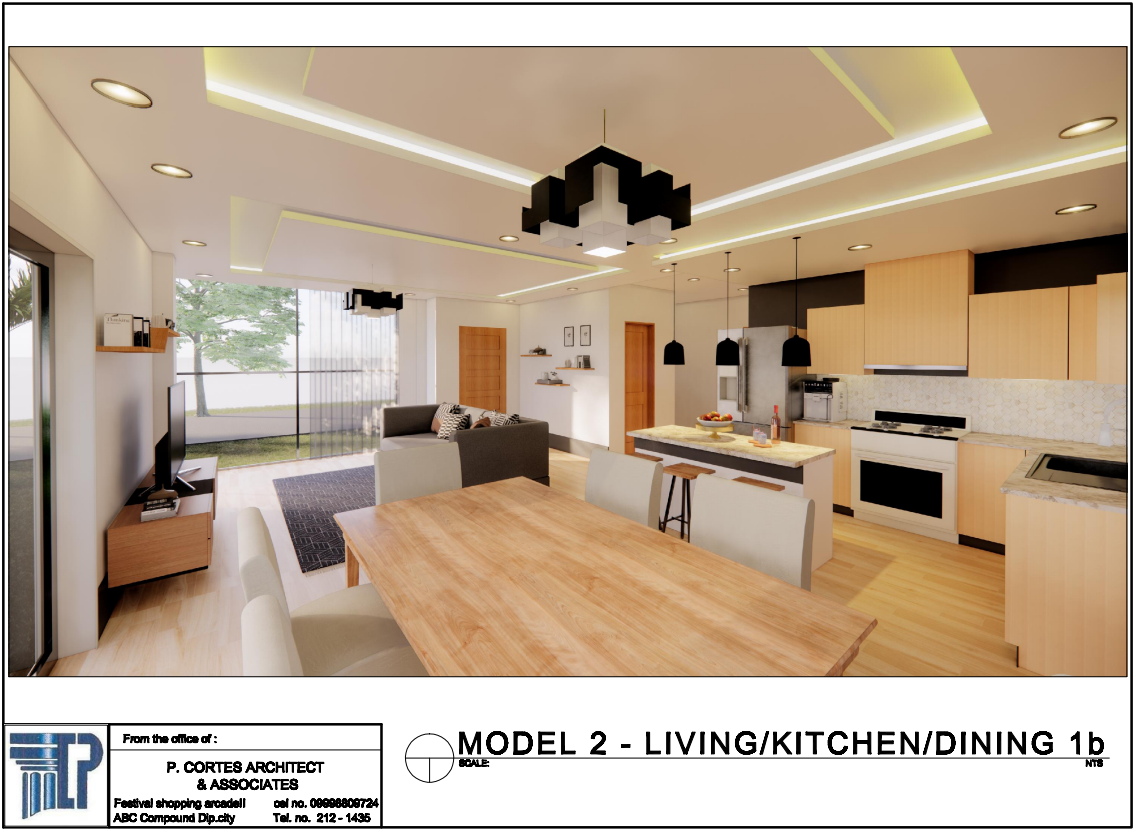 From the office of :
P. CORTES ARCHITECT
& ASSOCIATES
Festival shopping arcadell cel no. 09998809724
ABC Compound Dip.city Tel. no. 212 - 1435
MODEL 2 - LIVING/KITCHEN/DINING 1b
SCALE: NTS